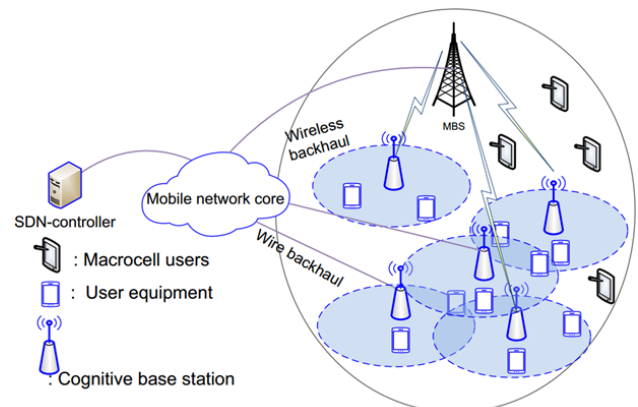 MBS
Wireless
backhaul
Mobile network core
SDN-controller
Wire backhaul
: Macrocell users
: User equipment
: Cognitive base station